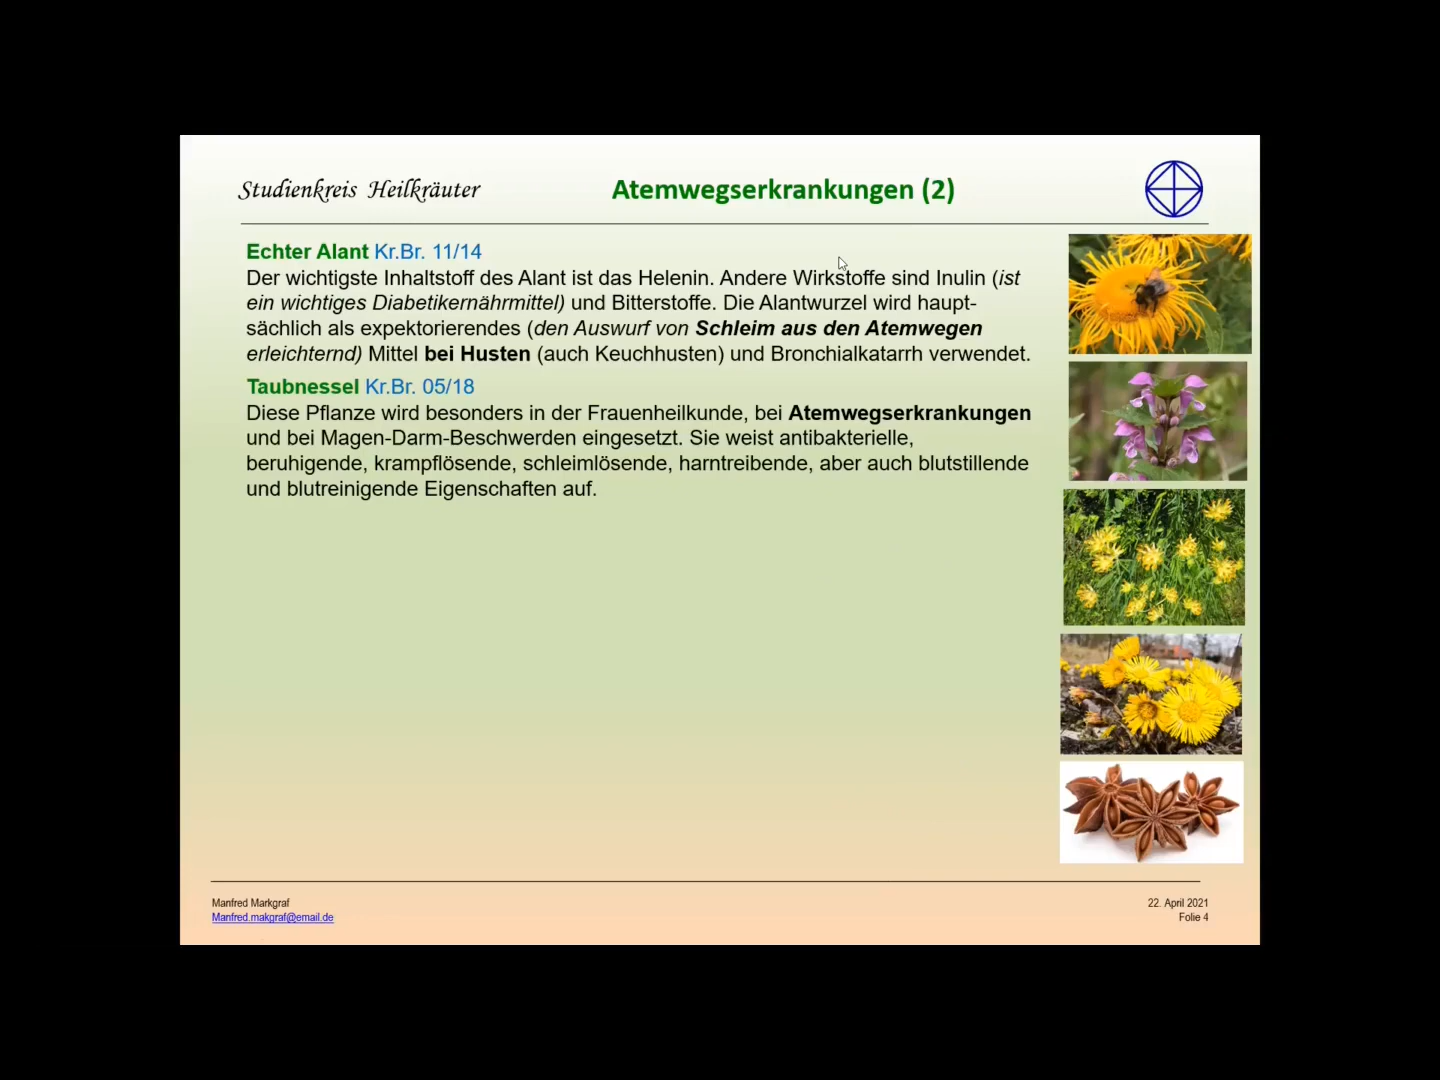 Studienkreis Heilkräuter
Atemwegserkrankungen (2)
Echter Alant Kr.Br. 11/14
Der wichtigste Inhaltstoff des Alant ist das Helenin. Andere Wirkstoffe sind Inulin (ist
ein wichtiges Diabetikernährmittel) und Bitterstoffe. Die Alantwurzel wird haupt-
sächlich als expektorierendes (den Auswurf von Schleim aus den Atemwegen
erleichternd) Mittel bei Husten (auch Keuchhusten) und Bronchialkatarrh verwendet.
Taubnessel Kr.Br. 05/18
Diese Pflanze wird besonders in der Frauenheilkunde, bei Atemwegserkrankungen
und bei Magen-Darm-Beschwerden eingesetzt. Sie weist antibakterielle,
beruhigende, krampflösende, schleimlösende, harntreibende, aber auch blutstillende
und blutreinigende Eigenschaften auf.
Manfred Markgraf
Manfred.makgraf@email.de
22. April 2021
Folie 4